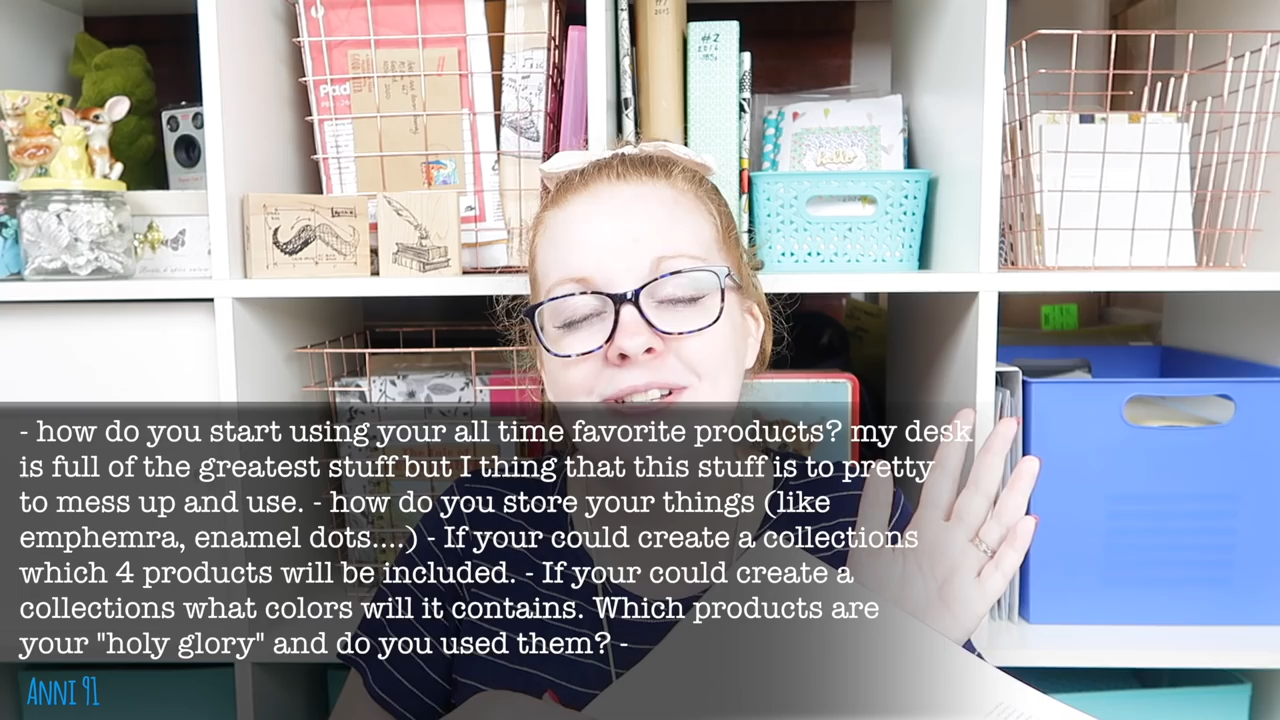 Pad
#2
hello
- how do you start using your all time favorite products? my desk
is full of the greatest stuff but I thing that this stuff is to pretty
to mess up and use. - how do you store your things (like
emphemra, enamel dots....) - If your could create a collections
which 4 products will be included. - If your could create a
collections what colors will it contains. Which products are
your "holy glory" and do you used them? -
Anni 91